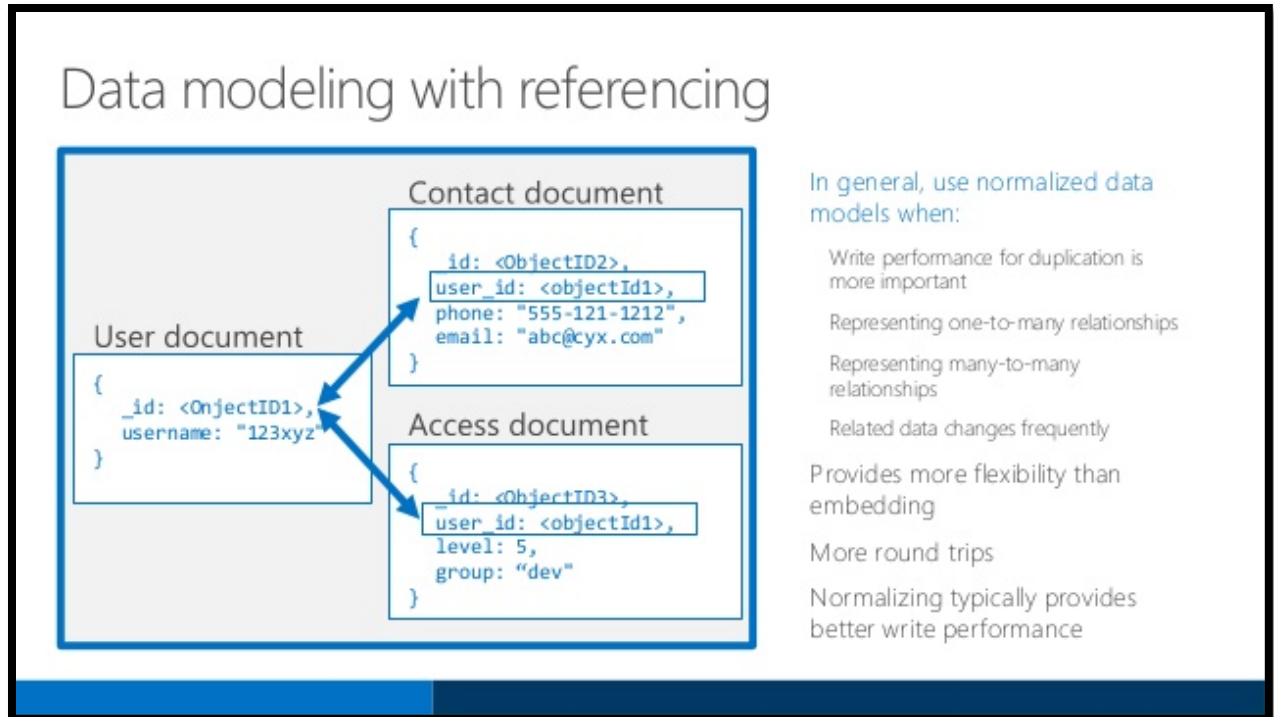 Data modeling with referencing
User document
{
_id: <OnjectID1>,
username: "123xyz"
}
Contact document
{
_id: <ObjectID2>,
user_id: <objectId1>,
phone: "555-121-1212",
email: "abc@cyx.com"
}
Access document
{
_id: <ObjectID3>,
user_id: <objectId1>,
level: 5,
group: “dev"
}
In general, use normalized data
models when:
Write performance for duplication is
more important
Representing one-to-many relationships
Representing many-to-many
relationships
Related data changes frequently
Provides more flexibility than
embedding
More round trips
Normalizing typically provides
better write performance